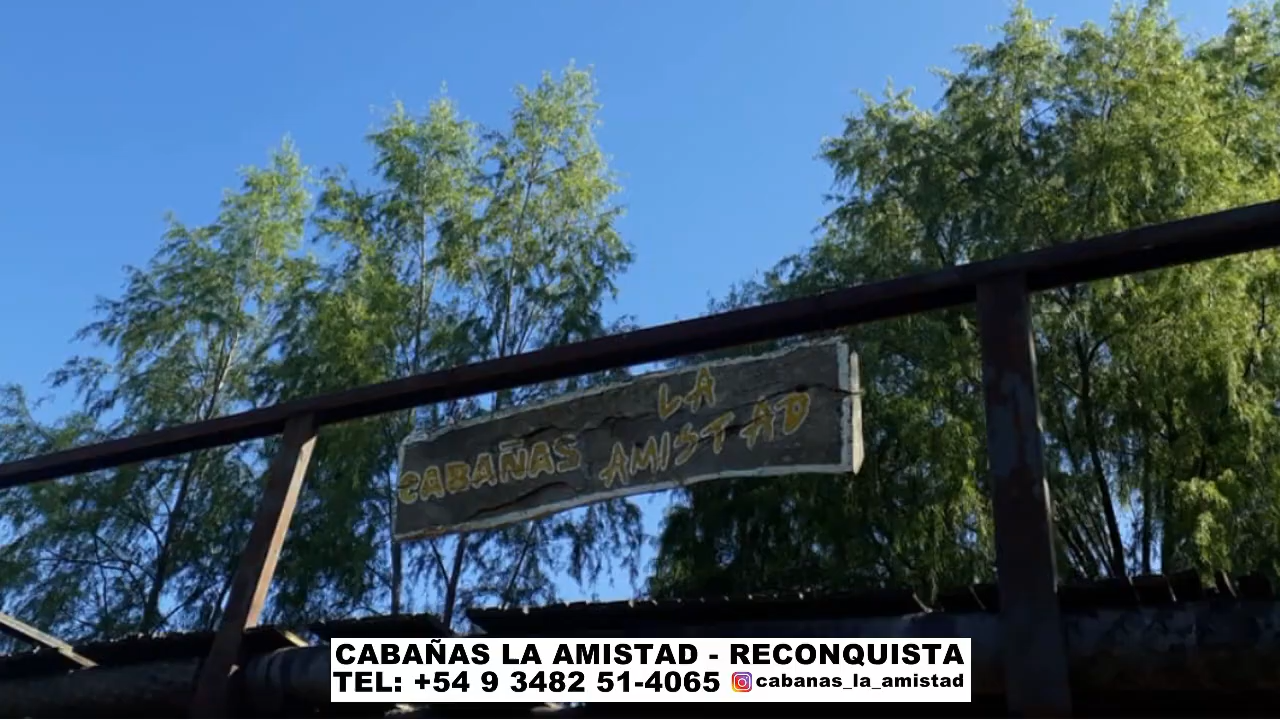 LA
CABAÑAS AMISTAD
CABAÑAS LA AMISTAD - RECONQUISTA
TEL: +54 9 3482 51-4065 cabanas_la_amistad